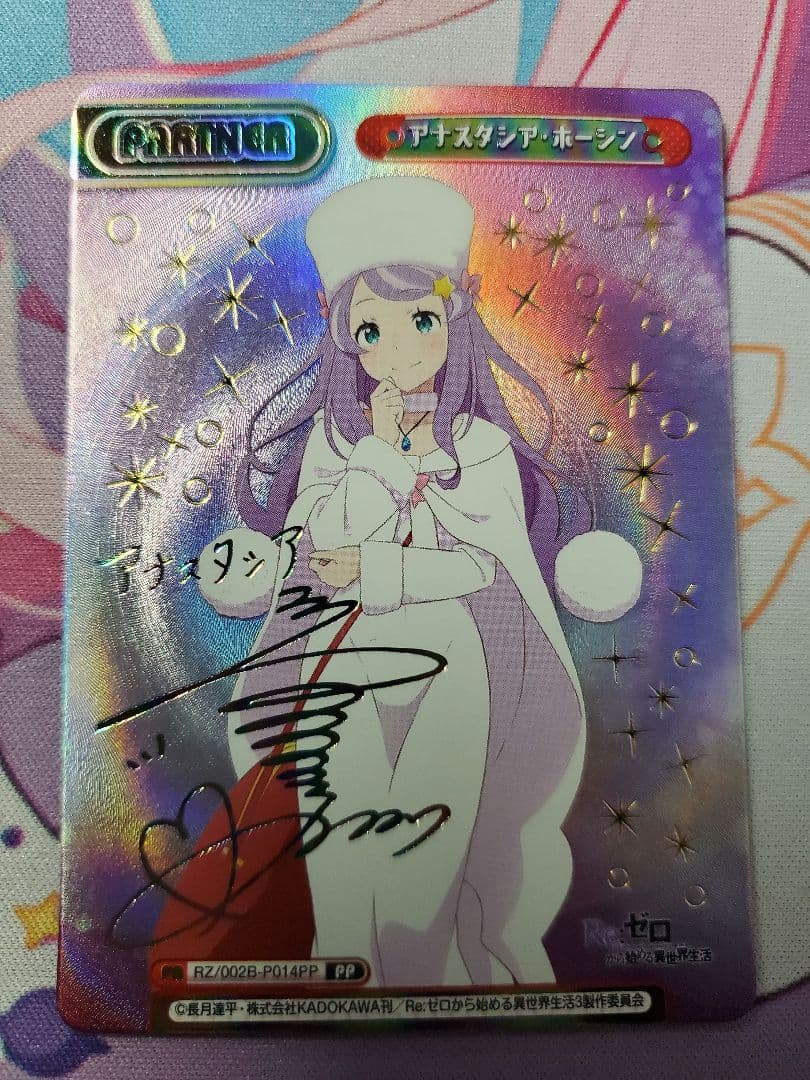 PARTNER
アナスタシア・ホーシン
アナスタシア
Re:ゼロ
から始める異世界生活
RZ/002B-P014PP PP
©長月達平・株式会社KADOKAWA刊／Re:ゼロから始める異世界生活3製作委員会